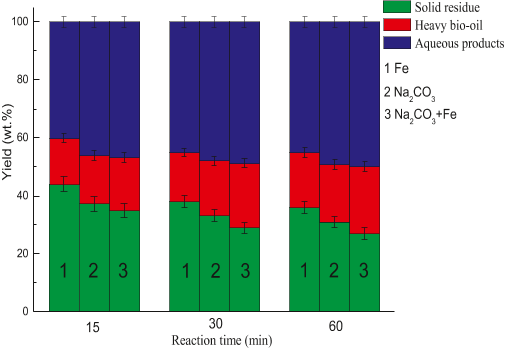 Solid residue
Heavy bio-oil
Aqueous products
1 Fe
2 Na₂CO₃
3 Na₂CO₃+Fe
Yield (wt.%)
100
80
60
40
20
0
1 2 3 1 2 3 1 2 3
15 30 60
Reaction time (min)